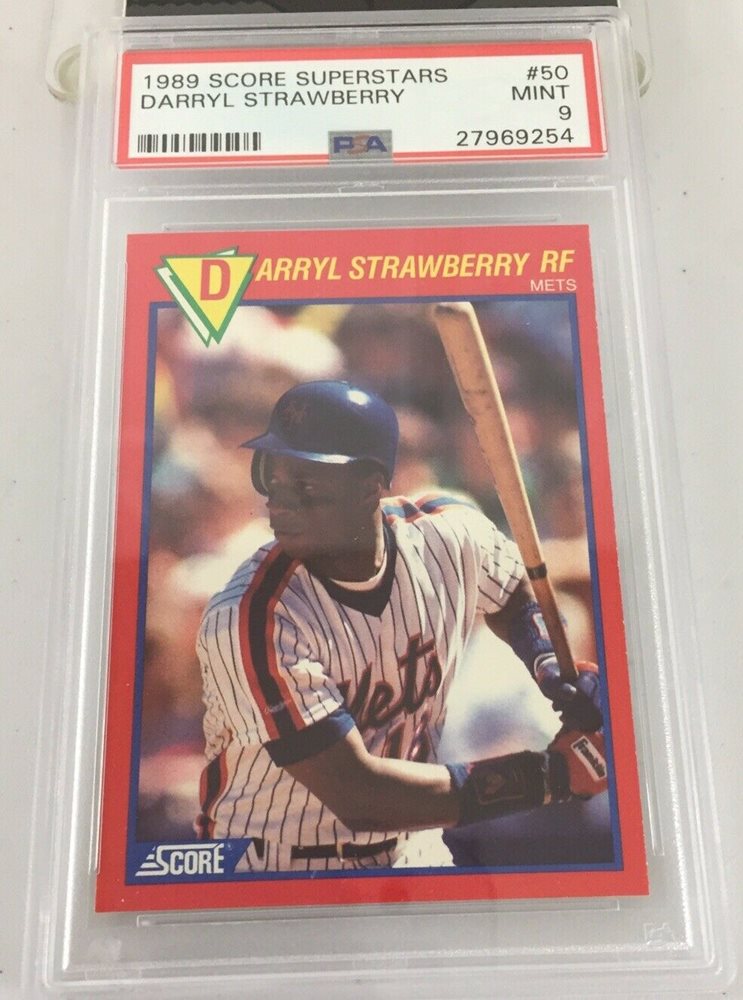 1989 SCORE SUPERSTARS #50
DARRYL STRAWBERRY MINT
9
PSA 27969254
DARRYL STRAWBERRY RF
METS
Mets
SCORE